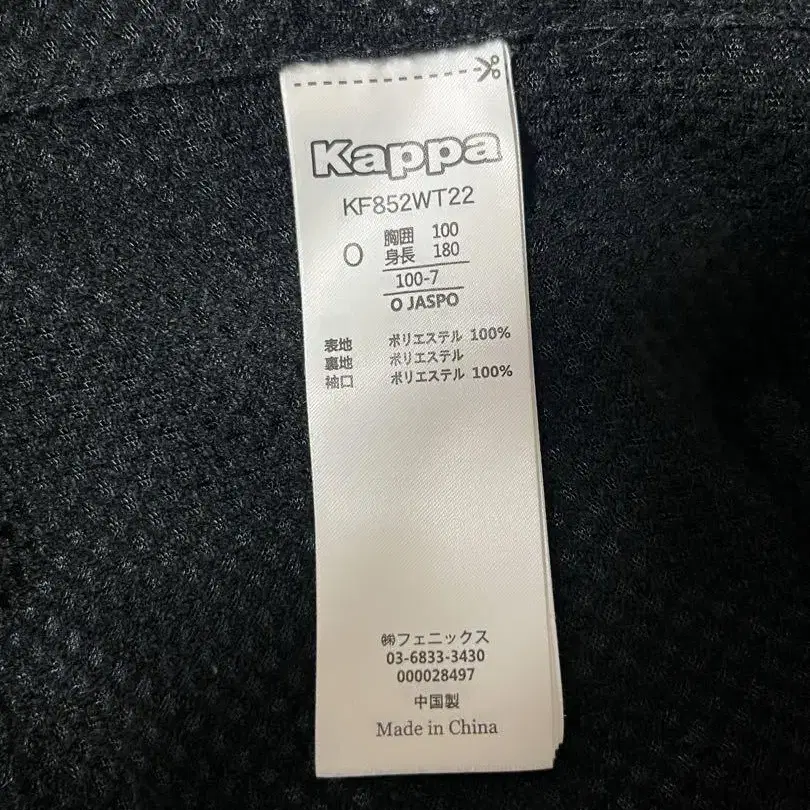 Kappa
KF852WT22
O 胸囲 100
身長 180
100-7
O JASPO
表地 ポリエステル 100%
裏地 ポリエステル
袖口 ポリエステル 100%
㈱フェニックス
03-6833-3430
000028497
中国製
Made in China